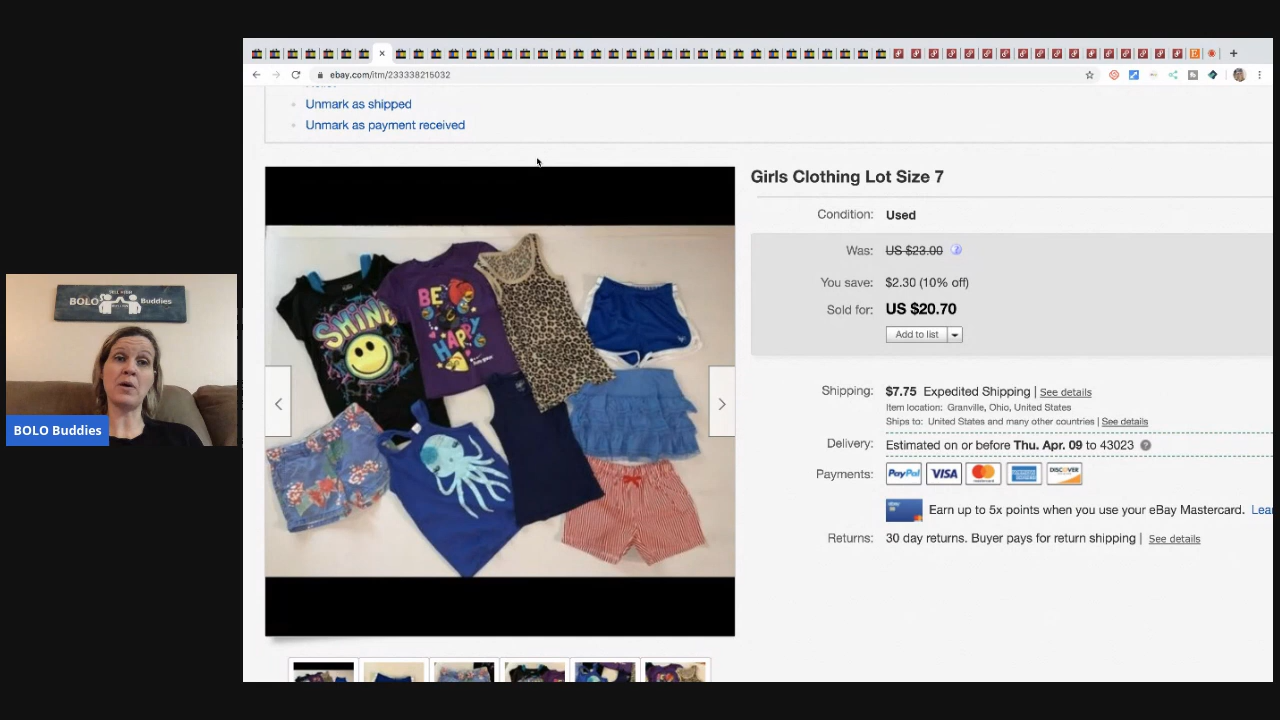 ebay.com/itm/233338215032
Unmark as shipped
Unmark as payment received
Girls Clothing Lot Size 7
Condition: Used
Was: US $23.00
You save: $2.30 (10% off)
Sold for: US $20.70
Add to list
Shipping: $7.75 Expedited Shipping | See details
Item location: Granville, Ohio, United States
Ships to: United States and many other countries | See details
Delivery: Estimated on or before Thu. Apr. 09 to 43023
Payments: PayPal VISA DISCOVER
Earn up to 5x points when you use your eBay Mastercard.
Returns: 30 day returns. Buyer pays for return shipping | See details
SHINE
BE
HAPPY
BOLO Buddies
BOLO Buddies